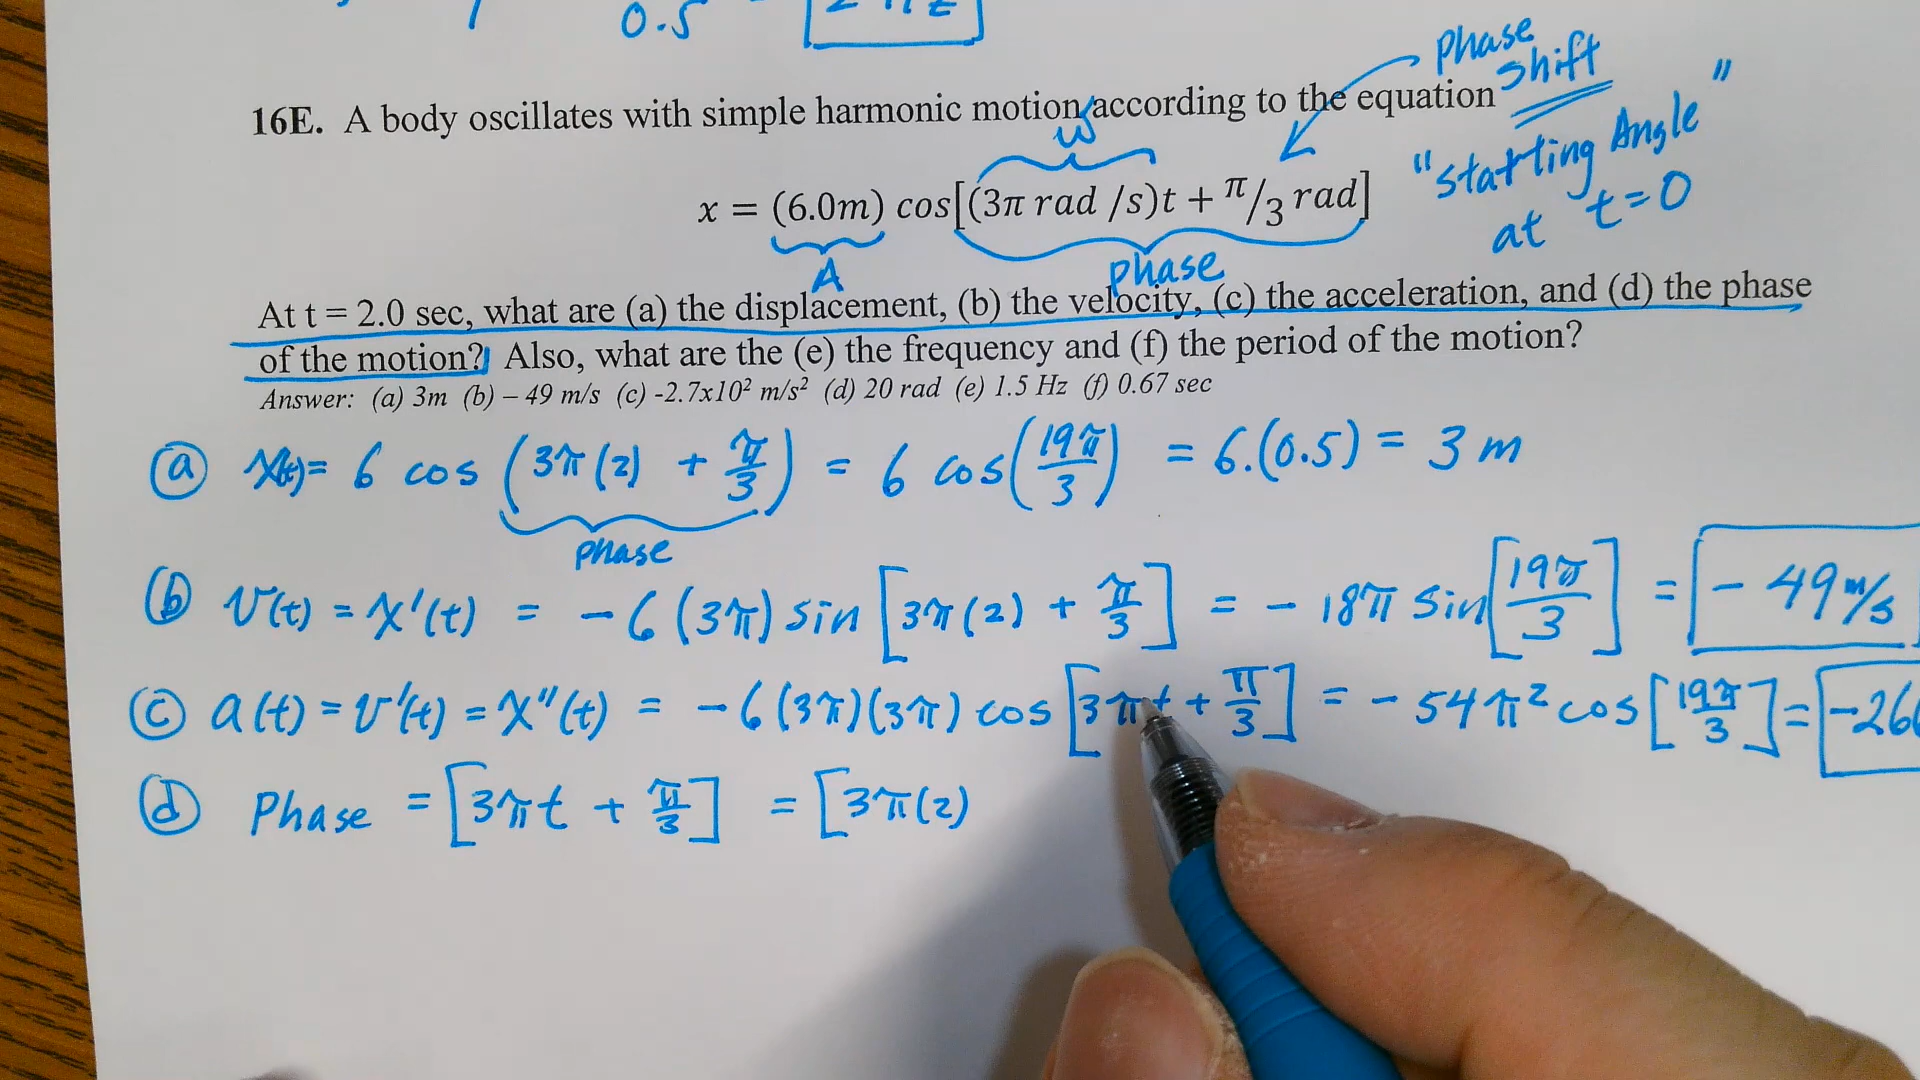 0.5
16E. A body oscillates with simple harmonic motion according to the equation
phase shift
"starting Angle"
at t=0
ω
x = (6.0m) cos[(3π rad /s)t + π/3 rad]
A
phase
At t = 2.0 sec, what are (a) the displacement, (b) the velocity, (c) the acceleration, and (d) the phase
of the motion? Also, what are the (e) the frequency and (f) the period of the motion?
Answer: (a) 3m (b) – 49 m/s (c) -2.7x10² m/s² (d) 20 rad (e) 1.5 Hz (f) 0.67 sec
(a) x(t) = 6 cos (3π(2) + π/3) = 6 cos(19π/3) = 6.(0.5) = 3 m
phase
(b) v(t) = x'(t) = -6(3π) sin [3π(2) + π/3] = -18π sin[19π/3] = -49 m/s
(c) a(t) = v'(t) = x''(t) = -6(3π)(3π) cos [3πt + π/3] = -54π² cos[19π/3] = -26
(d) Phase = [3πt + π/3] = [3π(2)